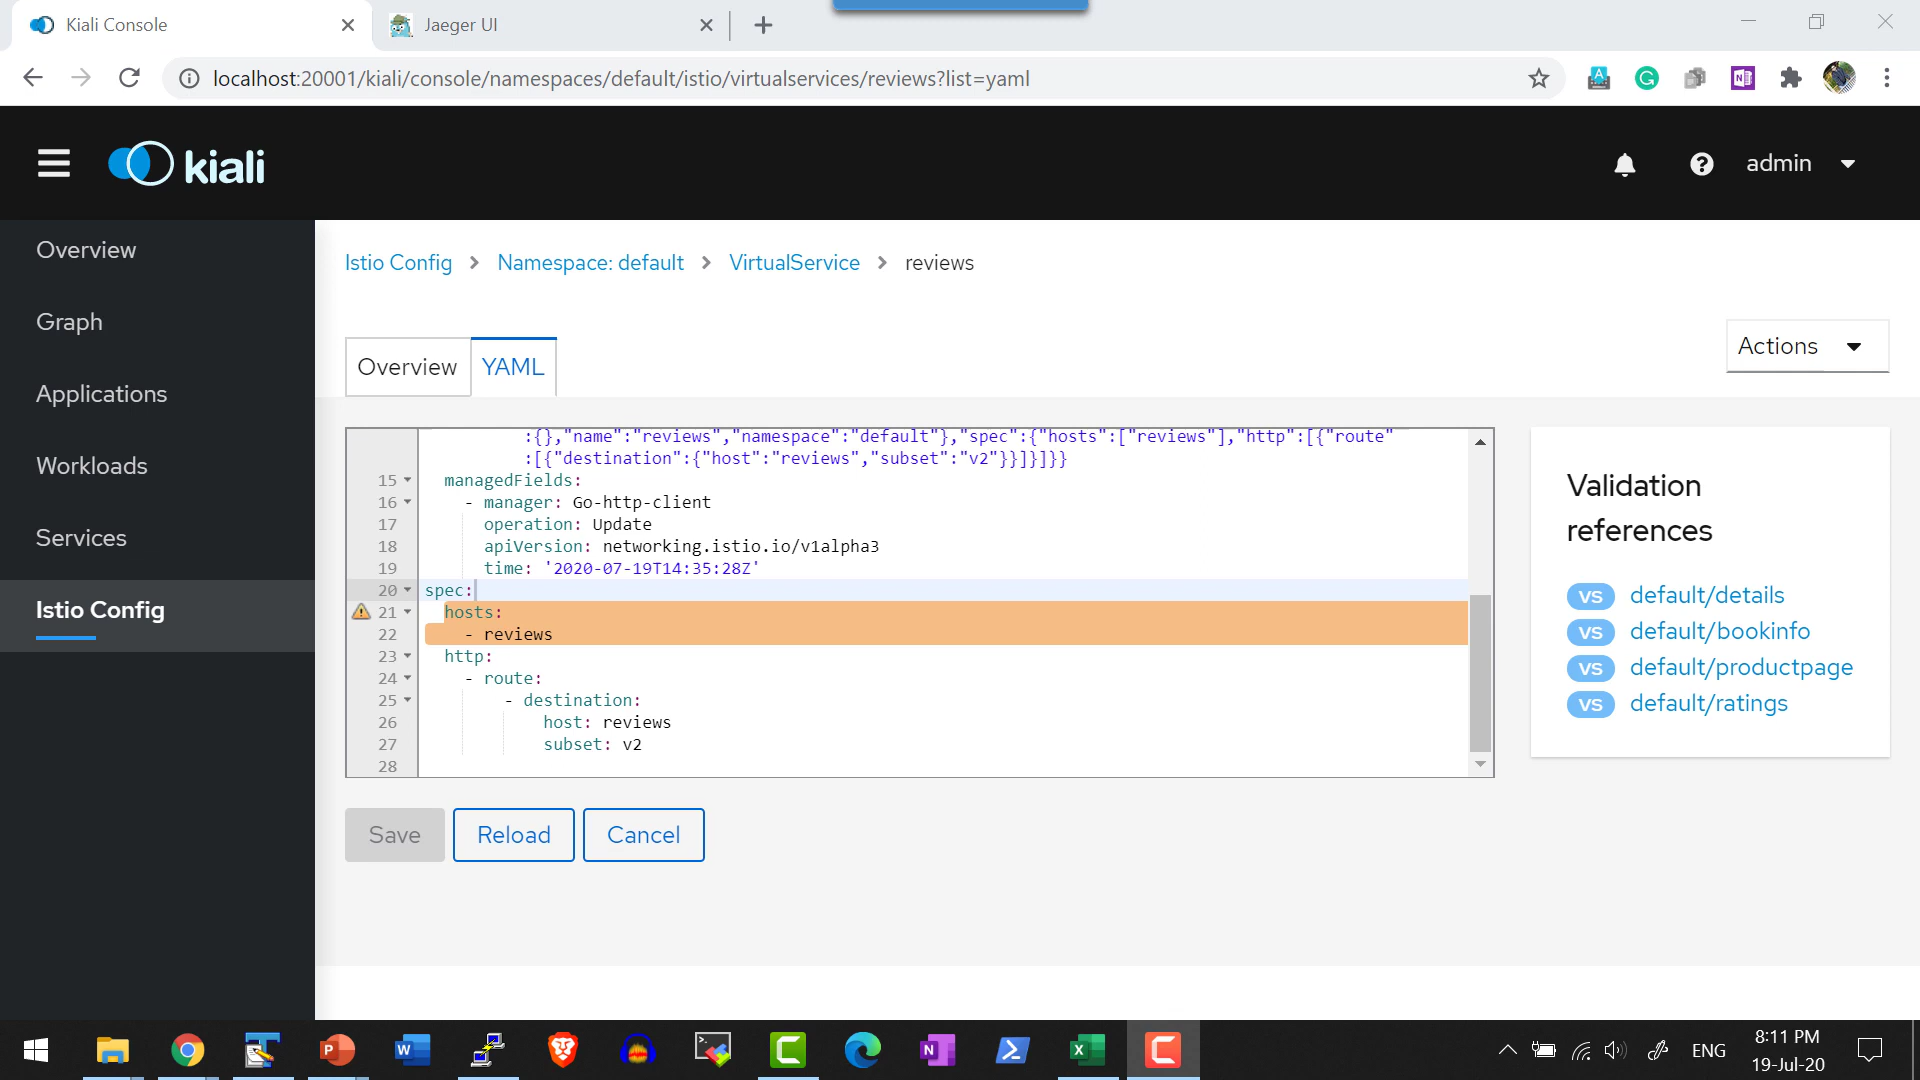 Kiali Console
Jaeger UI
localhost:20001/kiali/console/namespaces/default/istio/virtualservices/reviews?list=yaml
kiali
admin
Overview
Graph
Applications
Workloads
Services
Istio Config
Istio Config > Namespace: default > VirtualService > reviews
Overview
YAML
Actions
:{},"name":"reviews","namespace":"default"},"spec":{"hosts":["reviews"],"http":[{"route"
:[{"destination":{"host":"reviews","subset":"v2"}}]}]}}
15 managedFields:
16 - manager: Go-http-client
17 operation: Update
18 apiVersion: networking.istio.io/v1alpha3
19 time: '2020-07-19T14:35:28Z'
20 spec:
21 hosts:
22 - reviews
23 http:
24 - route:
25 - destination:
26 host: reviews
27 subset: v2
28
Save
Reload
Cancel
Validation
references
VS default/details
VS default/bookinfo
VS default/productpage
VS default/ratings
ENG
8:11 PM
19-Jul-20